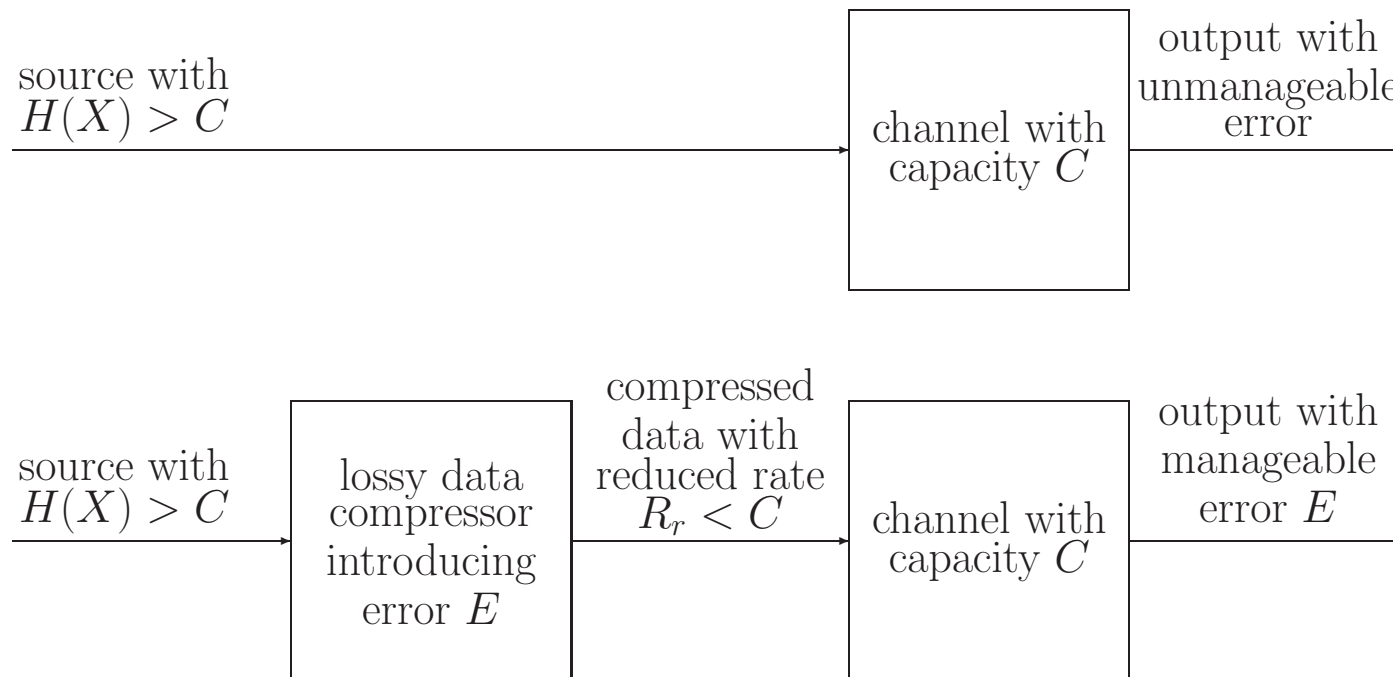 source with
H(X) > C
channel with
capacity C
output with
unmanageable
error
source with
H(X) > C
lossy data
compressor
introducing
error E
compressed
data with
reduced rate
R_r < C
channel with
capacity C
output with
manageable
error E